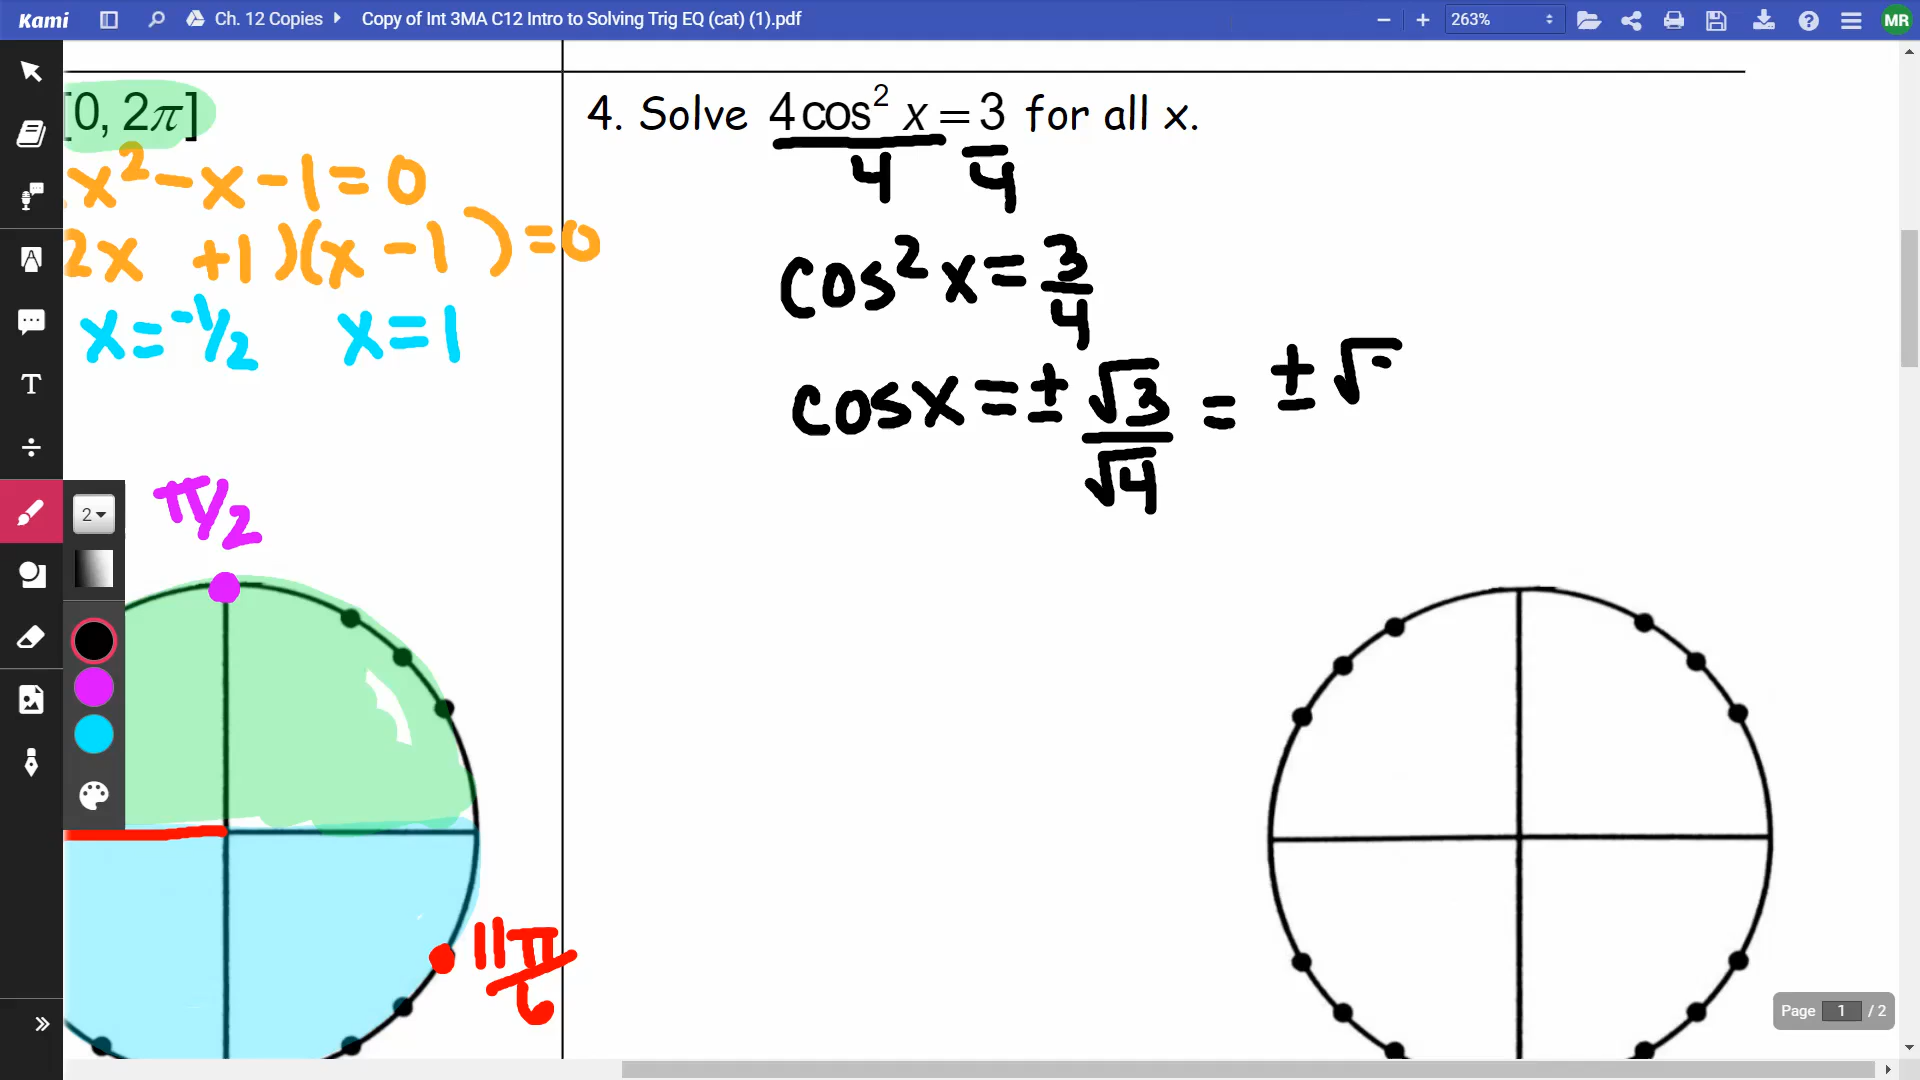 Kami Ch. 12 Copies Copy of Int 3MA C12 Intro to Solving Trig EQ (cat) (1).pdf 263% MR
[0, 2π]
x² - x - 1 = 0
2x +1)(x - 1) = 0
x = -1/2 x = 1
π/2
11π/6
4. Solve 4cos² x = 3 for all x.
4 4
cos² x = 3/4
cos x = ± √3/√4 = ± √
2
T
Page 1 / 2